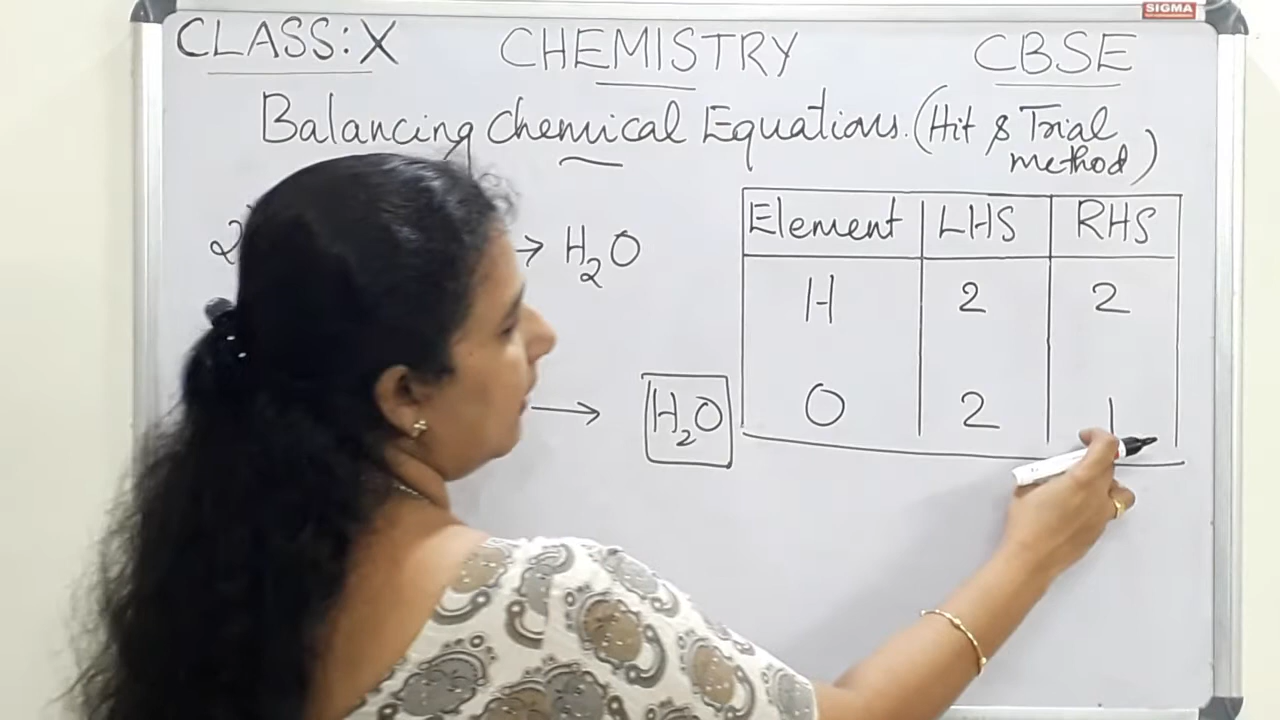 SIGMA
CLASS: X CHEMISTRY CBSE
Balancing Chemical Equations. (Hit & Trial method)
2 → H₂O
→ H₂O
Element LHS RHS
H 2 2
O 2 1